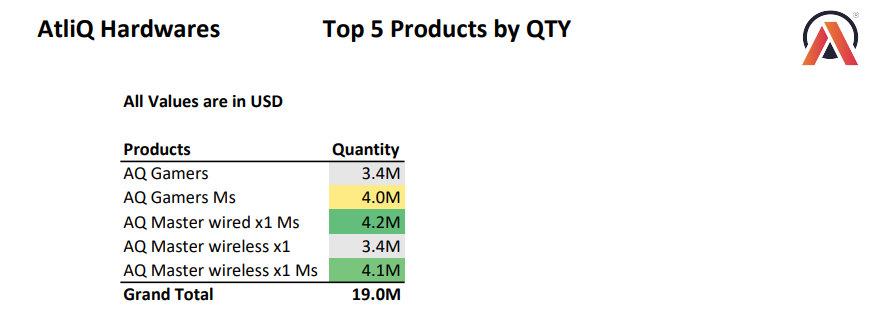 AtliQ Hardwares Top 5 Products by QTY
All Values are in USD
Products Quantity
AQ Gamers 3.4M
AQ Gamers Ms 4.0M
AQ Master wired x1 Ms 4.2M
AQ Master wireless x1 3.4M
AQ Master wireless x1 Ms 4.1M
Grand Total 19.0M